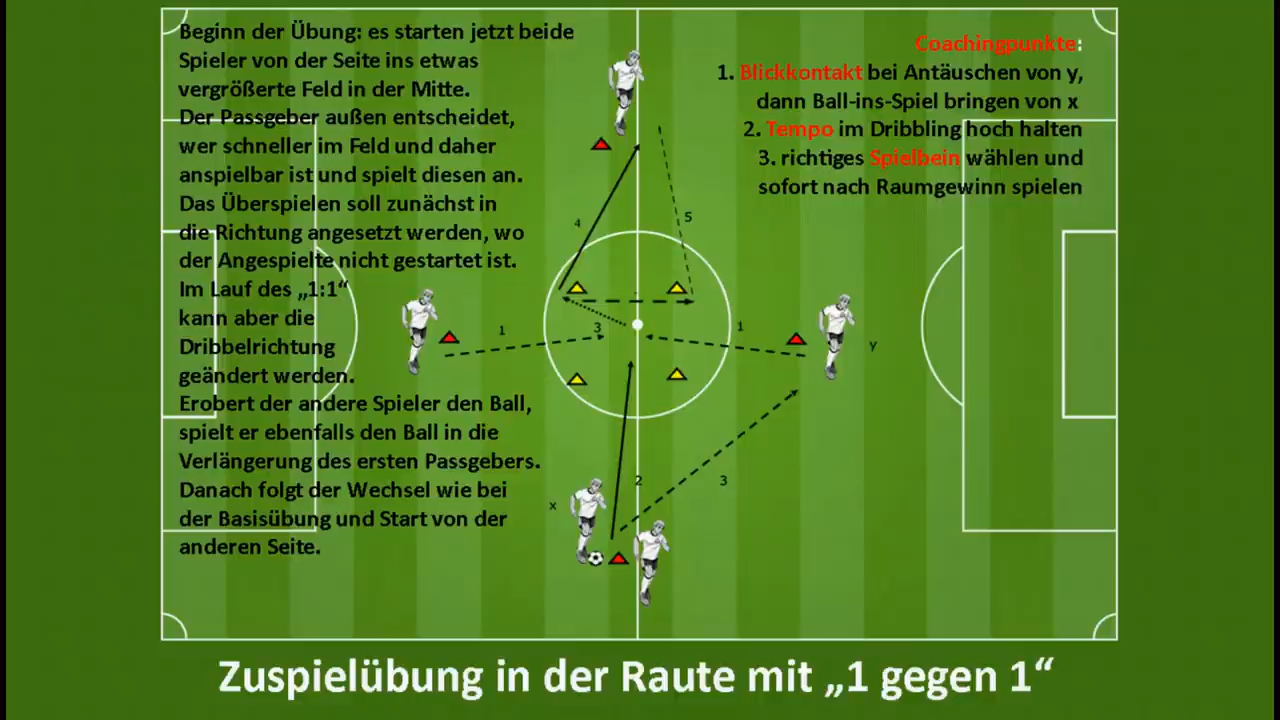 Beginn der Übung: es starten jetzt beide
Spieler von der Seite ins etwas
vergrößerte Feld in der Mitte.
Der Passgeber außen entscheidet,
wer schneller im Feld und daher
anspielbar ist und spielt diesen an.
Das Überspielen soll zunächst in
die Richtung angesetzt werden, wo
der Angespielte nicht gestartet ist.
Im Lauf des „1:1“
kann aber die
Dribbelrichtung
geändert werden.
Erobert der andere Spieler den Ball,
spielt er ebenfalls den Ball in die
Verlängerung des ersten Passgebers.
Danach folgt der Wechsel wie bei
der Basisübung und Start von der
anderen Seite.
Coachingpunkte:
1. Blickkontakt bei Antäuschen von y,
dann Ball-ins-Spiel bringen von x
2. Tempo im Dribbling hoch halten
3. richtiges Spielbein wählen und
sofort nach Raumgewinn spielen
4
5
1
3
1
y
2
3
x
Zuspielübung in der Raute mit „1 gegen 1“